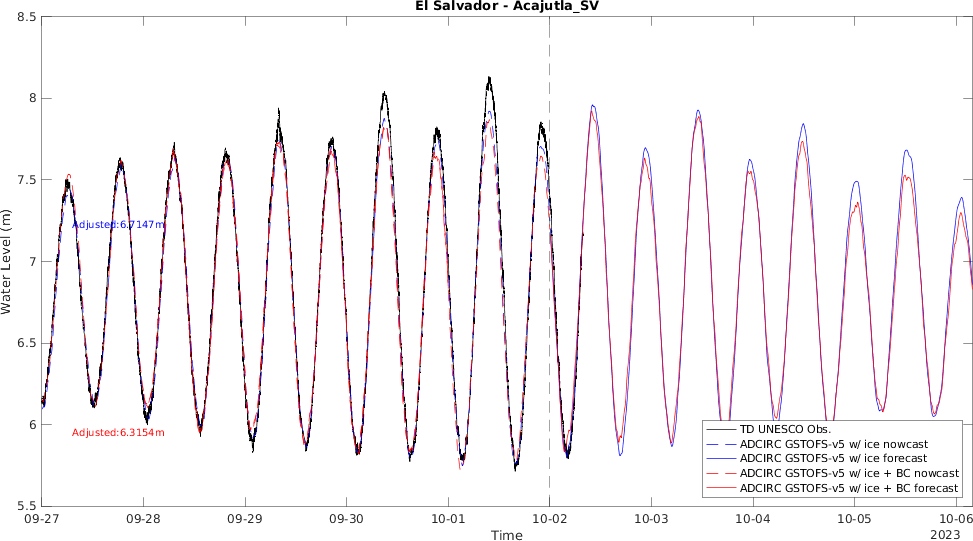 El Salvador - Acajutla_SV
8.5
8
7.5
7
6.5
6
5.5
Water Level (m)
Adjusted:6.7147m
Adjusted:6.3154m
TD UNESCO Obs.
ADCIRC GSTOFS-v5 w/ ice nowcast
ADCIRC GSTOFS-v5 w/ ice forecast
ADCIRC GSTOFS-v5 w/ ice + BC nowcast
ADCIRC GSTOFS-v5 w/ ice + BC forecast
09-27 09-28 09-29 09-30 10-01 10-02 10-03 10-04 10-05 10-06
Time 2023